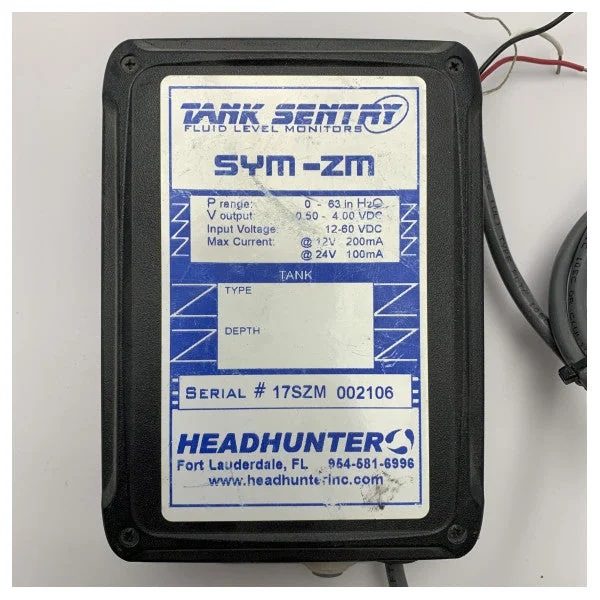 TANK SENTRY
FLUID LEVEL MONITORS
SYM-ZM
P range: 0 - 63 in H2O
V output: 0.50 - 4.00 VDC
Input Voltage: 12-60 VDC
Max Current: @ 12V 200mA
@ 24V 100mA
TANK
TYPE
DEPTH
SERIAL # 17SZM 002106
HEADHUNTER
Fort Lauderdale, FL 954-581-6996
www.headhunterinc.com